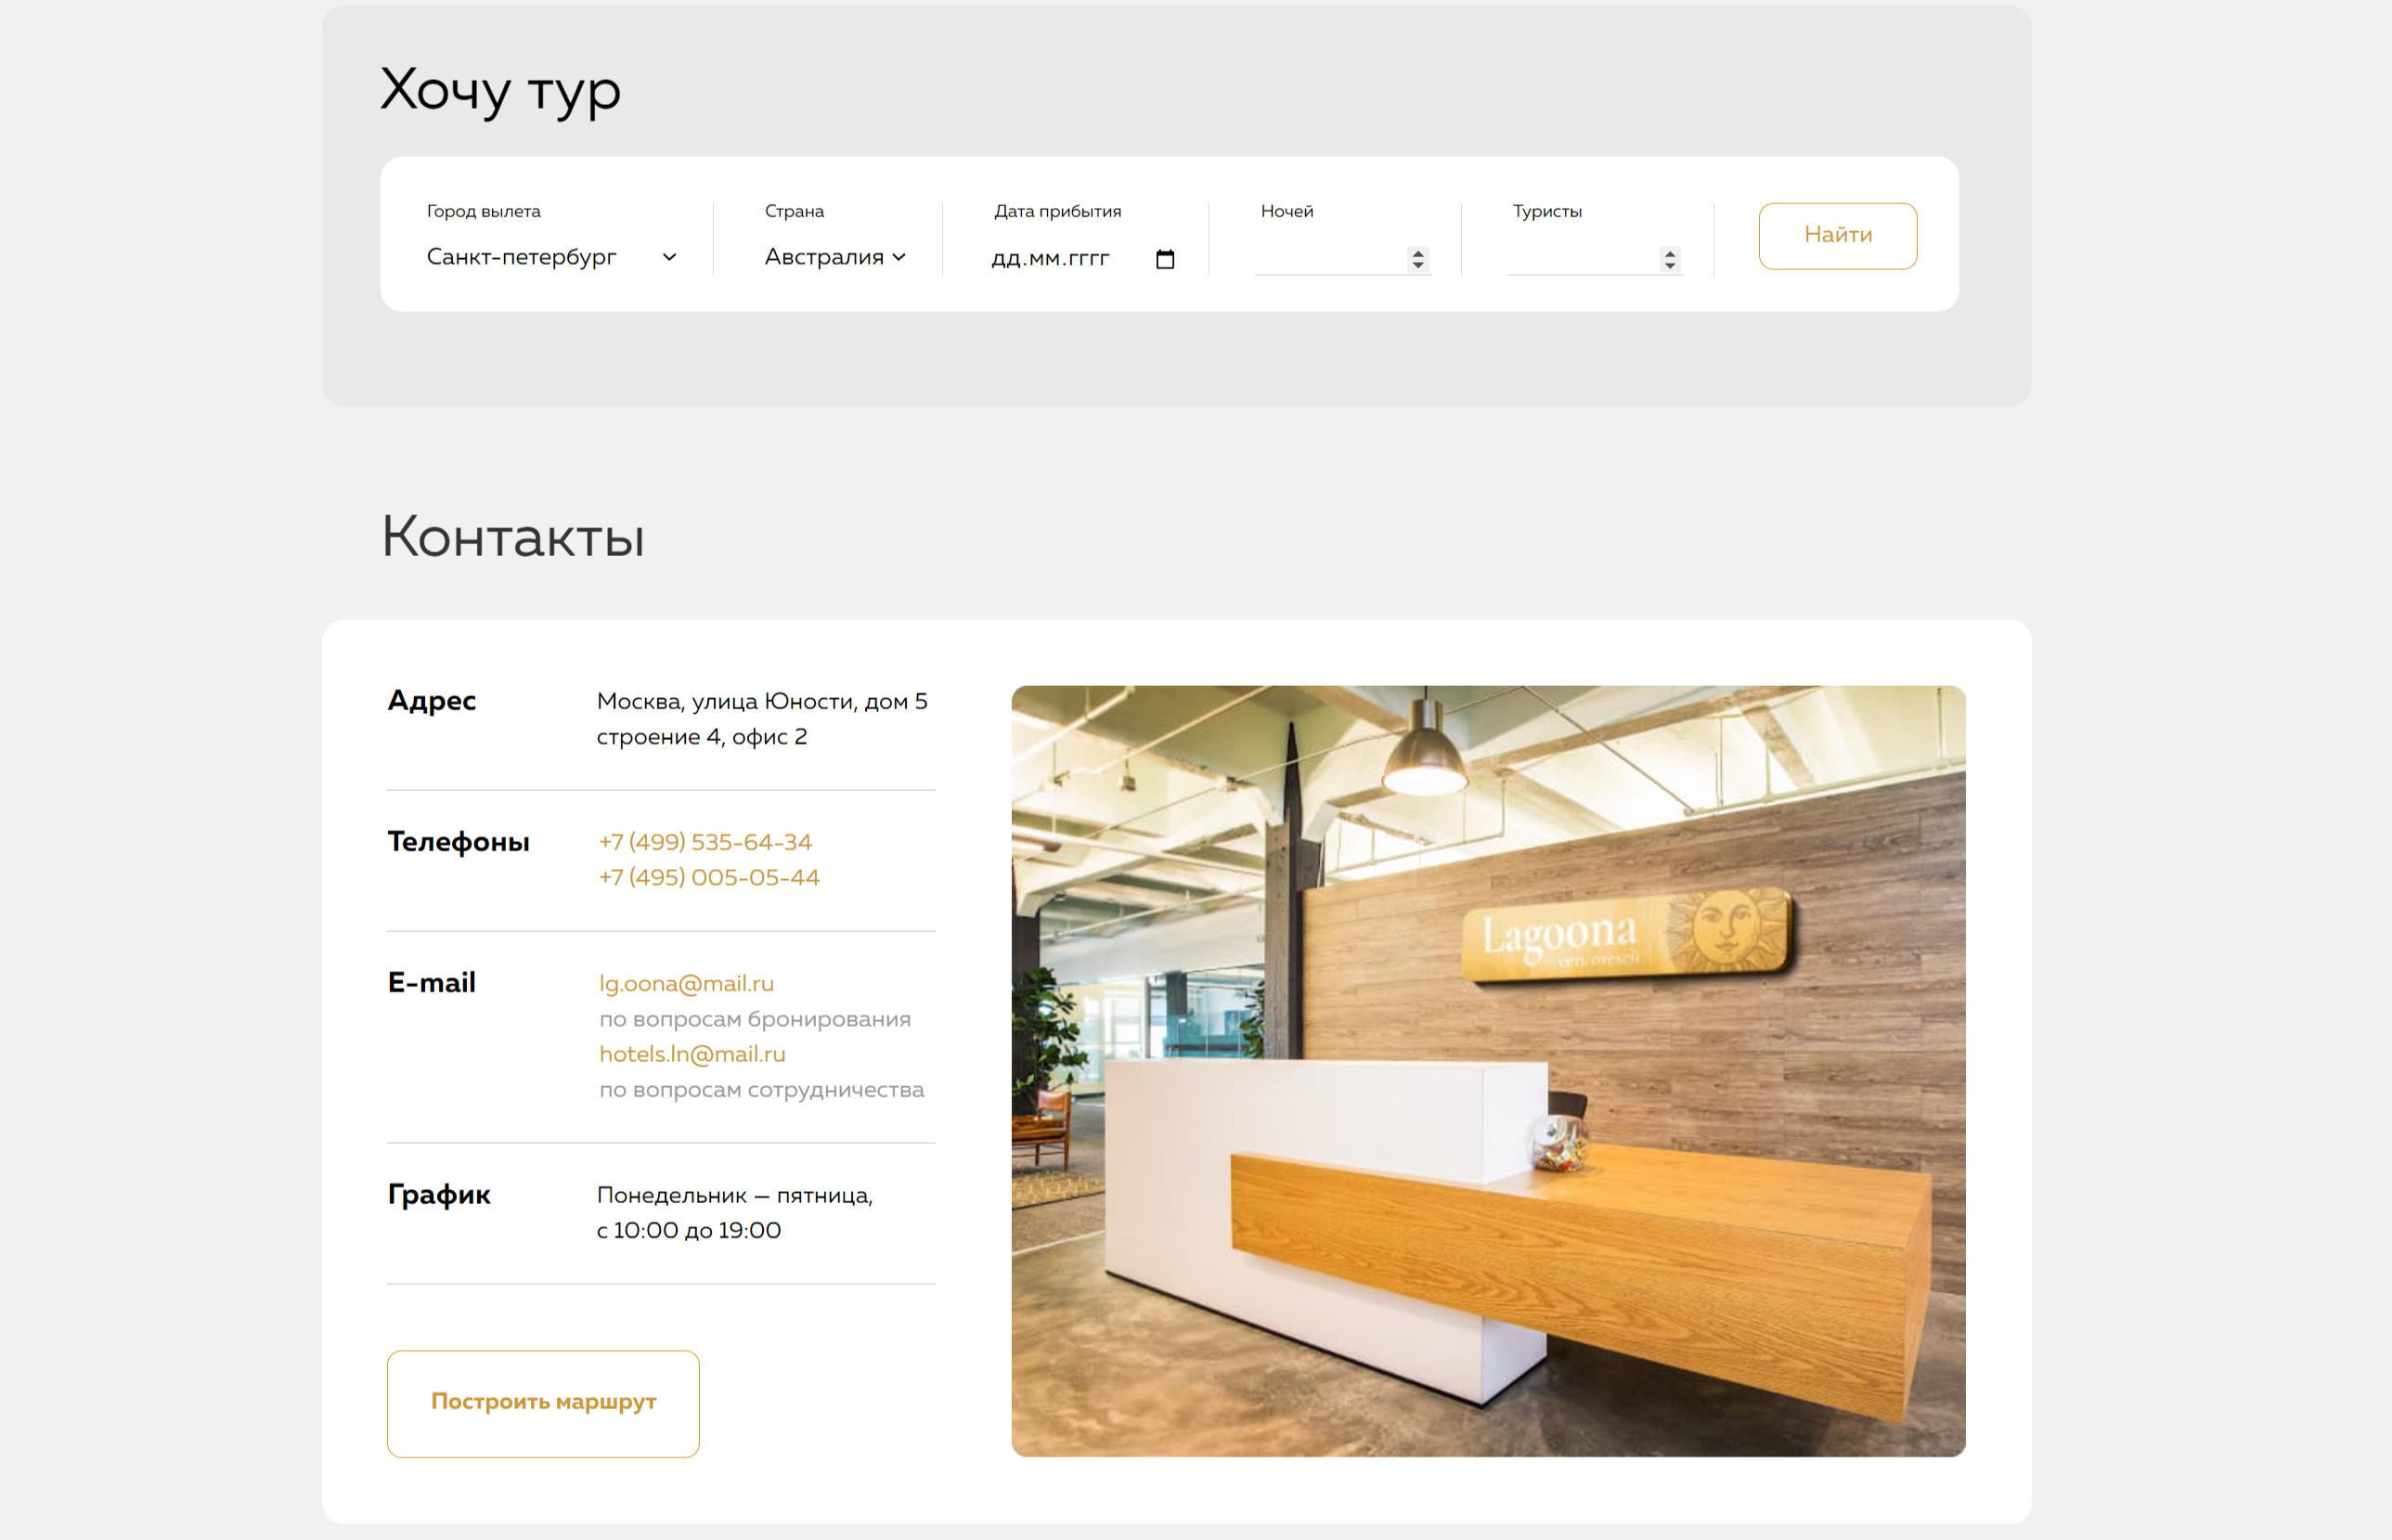 Хочу тур
Город вылета
Страна
Дата прибытия
Ночей
Туристы
Санкт-петербург
Австралия
дд.мм.гггг
Найти
Контакты
Адрес
Москва, улица Юности, дом 5
строение 4, офис 2
Телефоны
+7 (499) 535-64-34
+7 (495) 005-05-44
E-mail
lg.oona@mail.ru
по вопросам бронирования
hotels.ln@mail.ru
по вопросам сотрудничества
График
Понедельник — пятница,
с 10:00 до 19:00
Построить маршрут
Lagoona
сеть отелей